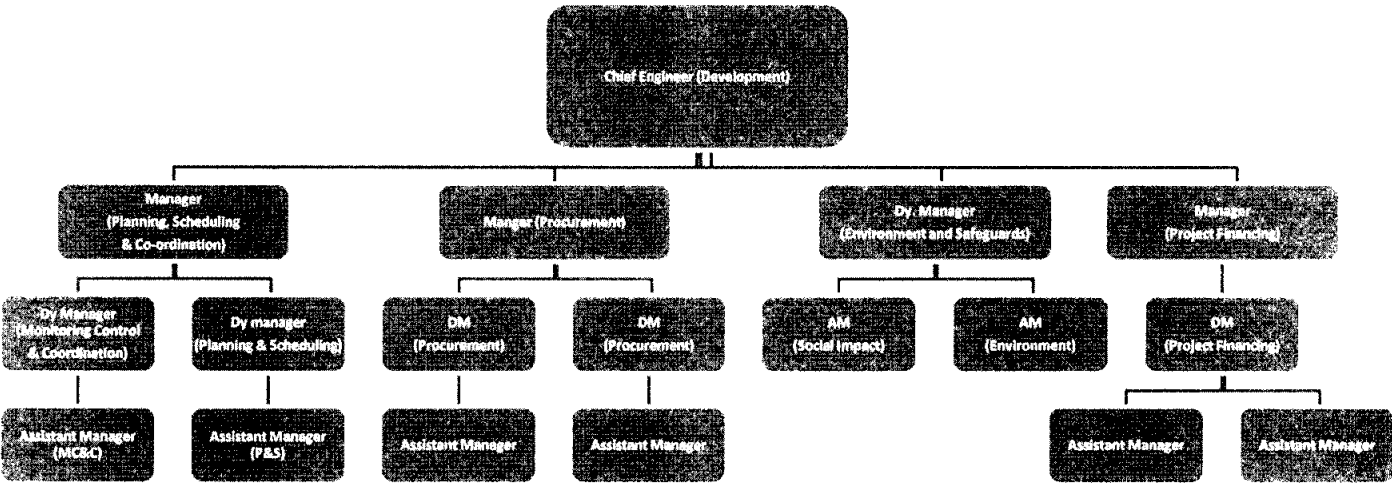 Chief Engineer (Development)
Manager
(Planning, Scheduling
& Co-ordination)
Manger (Procurement)
Dy. Manager
(Environment and Safeguards)
Manager
(Project Financing)
Dy Manager
(Monitoring Control
& Coordination)
Dy manager
(Planning & Scheduling)
DM
(Procurement)
DM
(Procurement)
AM
(Social Impact)
AM
(Environment)
DM
(Project Financing)
Assistant Manager
(MC&C)
Assistant Manager
(P&S)
Assistant Manager
Assistant Manager
Assistant Manager
Assistant Manager